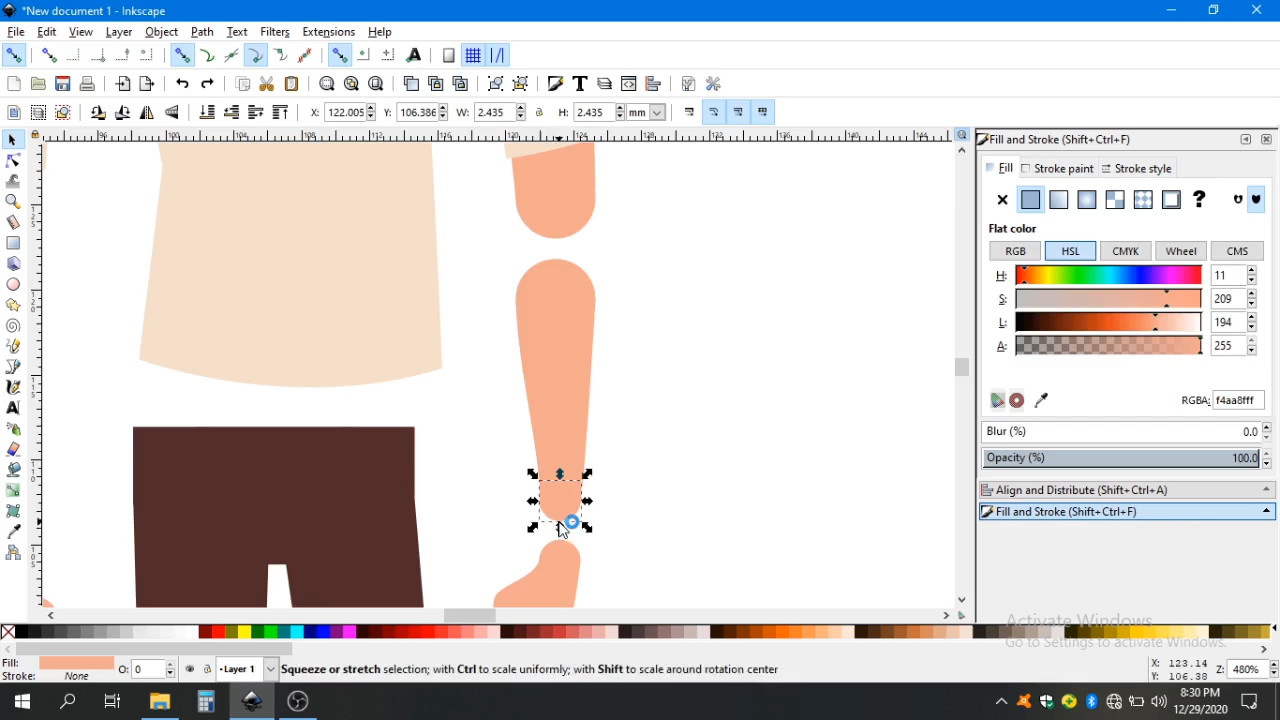 *New document 1 - Inkscape
File Edit View Layer Object Path Text Filters Extensions Help
X: 122.005 Y: 106.386 W: 2.435 H: 2.435 mm
Fill and Stroke (Shift+Ctrl+F)
Fill Stroke paint Stroke style
Flat color
RGB HSL CMYK Wheel CMS
H: 11
S: 209
L: 194
A: 255
RGBA: f4aa8fff
Blur (%) 0.0
Opacity (%) 100.0
Align and Distribute (Shift+Ctrl+A)
Fill and Stroke (Shift+Ctrl+F)
Activate Windows
Go to Settings to activate Windows.
Fill: O: 0 Layer 1 Squeeze or stretch selection; with Ctrl to scale uniformly; with Shift to scale around rotation center X: 123.14 Z: 480%
Stroke: None Y: 106.38
8:30 PM
12/29/2020